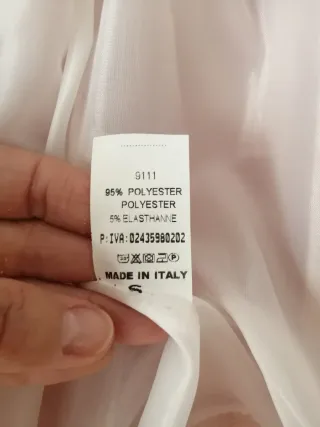 9111
95% POLYESTER
POLYESTER
5% ELASTHANNE
P:IVA:02435980202
MADE IN ITALY
S